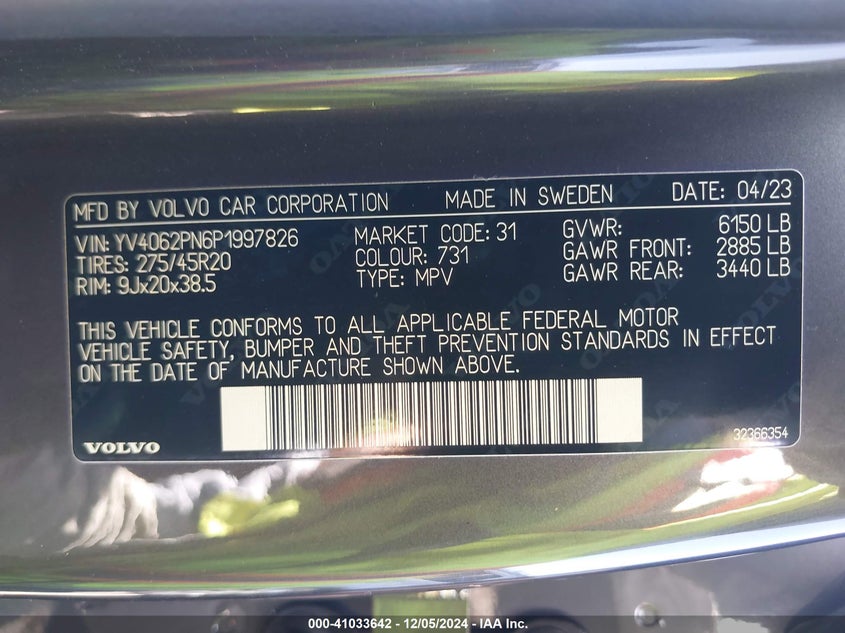 MFD BY VOLVO CAR CORPORATION MADE IN SWEDEN DATE: 04/23
VIN: YV4062PN6P1997826 MARKET CODE: 31 GVWR: 6150 LB
TIRES: 275/45R20 COLOUR: 731 GAWR FRONT: 2885 LB
RIM: 9Jx20x38.5 TYPE: MPV GAWR REAR: 3440 LB
THIS VEHICLE CONFORMS TO ALL APPLICABLE FEDERAL MOTOR
VEHICLE SAFETY, BUMPER AND THEFT PREVENTION STANDARDS IN EFFECT
ON THE DATE OF MANUFACTURE SHOWN ABOVE.
VOLVO 32366354
000-41033642 - 12/05/2024 - IAA Inc.